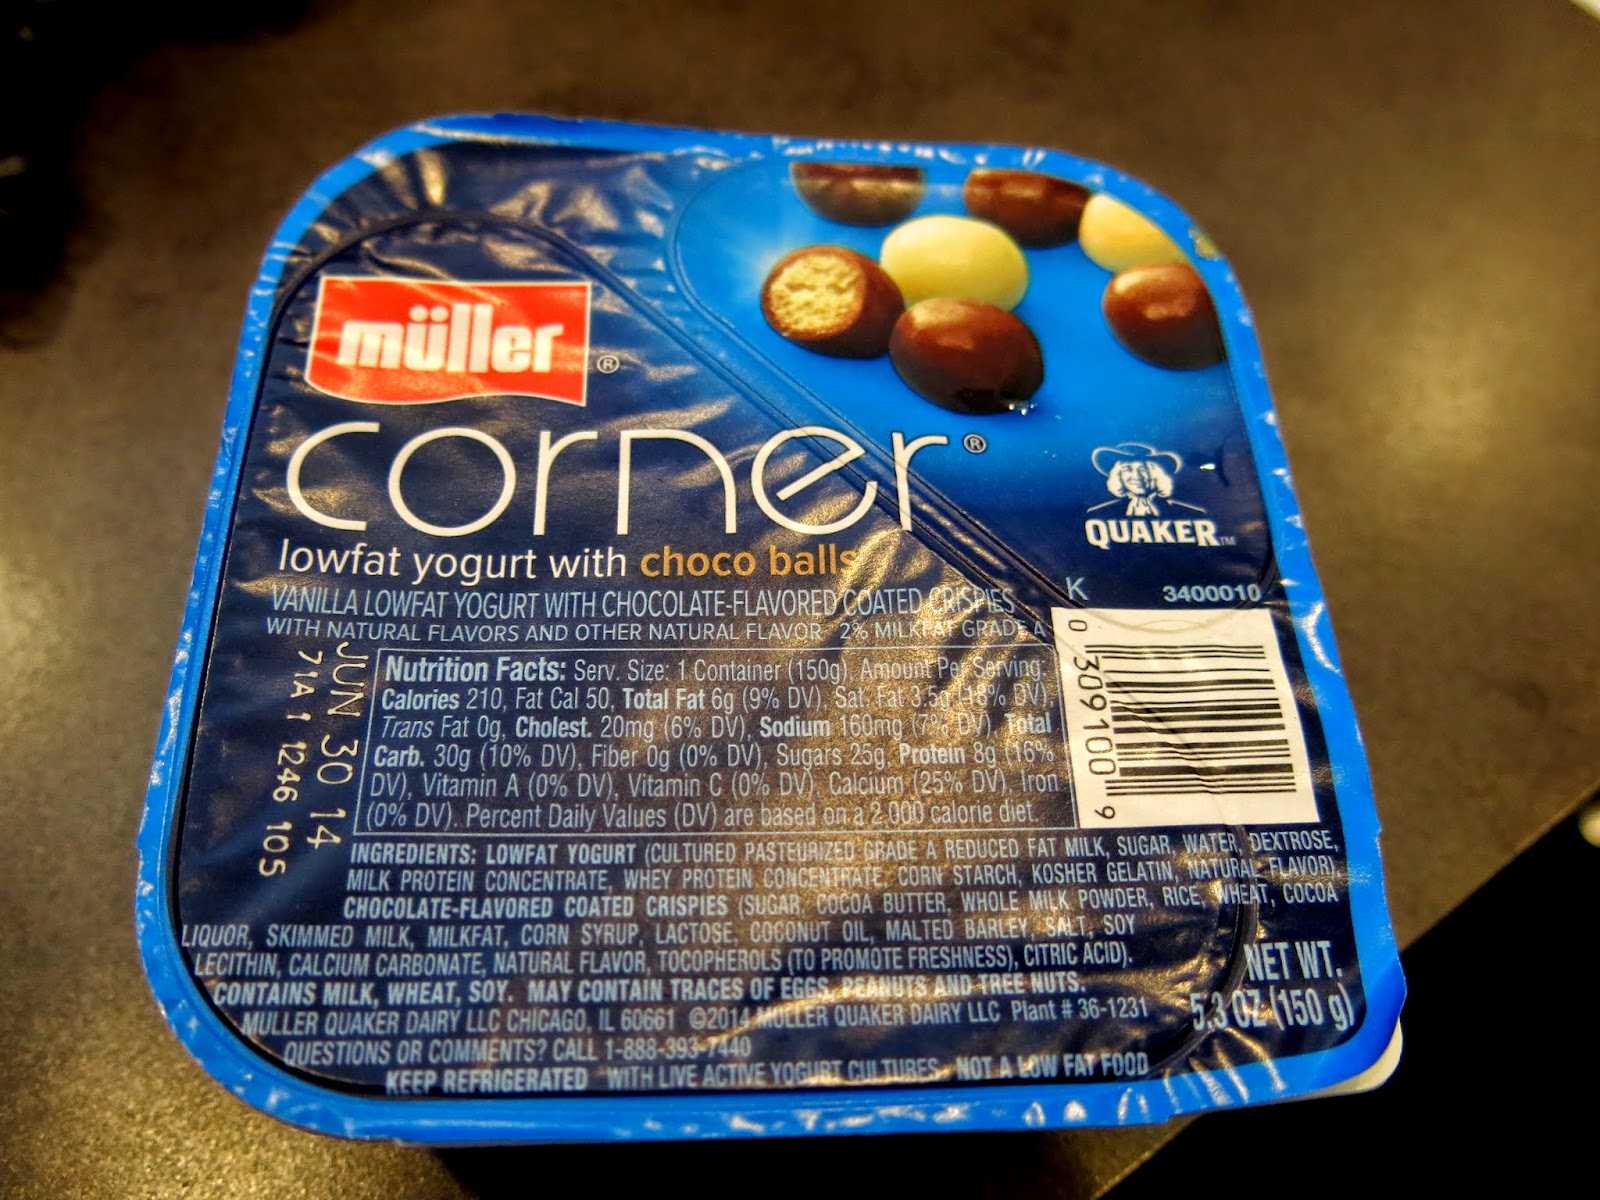 müller®
corner®
QUAKER™
lowfat yogurt with choco balls
K 3400010
VANILLA LOWFAT YOGURT WITH CHOCOLATE-FLAVORED COATED CRISPIES
WITH NATURAL FLAVORS AND OTHER NATURAL FLAVOR 2% MILKFAT GRADE A
JUN 30 14
71A 1 1246 105
Nutrition Facts: Serv. Size: 1 Container (150g), Amount Per Serving:
Calories 210, Fat Cal 50, Total Fat 6g (9% DV), Sat. Fat 3.5g (18% DV),
Trans Fat 0g, Cholest. 20mg (6% DV), Sodium 160mg (7% DV), Total
Carb. 30g (10% DV), Fiber 0g (0% DV), Sugars 25g, Protein 8g (16%
DV), Vitamin A (0% DV), Vitamin C (0% DV), Calcium (25% DV), Iron
(0% DV). Percent Daily Values (DV) are based on a 2,000 calorie diet.
0 309100 9
INGREDIENTS: LOWFAT YOGURT (CULTURED PASTEURIZED GRADE A REDUCED FAT MILK, SUGAR, WATER, DEXTROSE,
MILK PROTEIN CONCENTRATE, WHEY PROTEIN CONCENTRATE, CORN STARCH, KOSHER GELATIN, NATURAL FLAVOR),
CHOCOLATE-FLAVORED COATED CRISPIES (SUGAR, COCOA BUTTER, WHOLE MILK POWDER, RICE, WHEAT, COCOA
LIQUOR, SKIMMED MILK, MILKFAT, CORN SYRUP, LACTOSE, COCONUT OIL, MALTED BARLEY, SALT, SOY
LECITHIN, CALCIUM CARBONATE, NATURAL FLAVOR, TOCOPHEROLS (TO PROMOTE FRESHNESS), CITRIC ACID).
CONTAINS MILK, WHEAT, SOY. MAY CONTAIN TRACES OF EGGS, PEANUTS AND TREE NUTS.
MULLER QUAKER DAIRY LLC CHICAGO, IL 60661 ©2014 MULLER QUAKER DAIRY LLC Plant # 36-1231
QUESTIONS OR COMMENTS? CALL 1-888-393-7440
KEEP REFRIGERATED WITH LIVE ACTIVE YOGURT CULTURES NOT A LOW FAT FOOD
NET WT.
5.3 OZ (150 g)